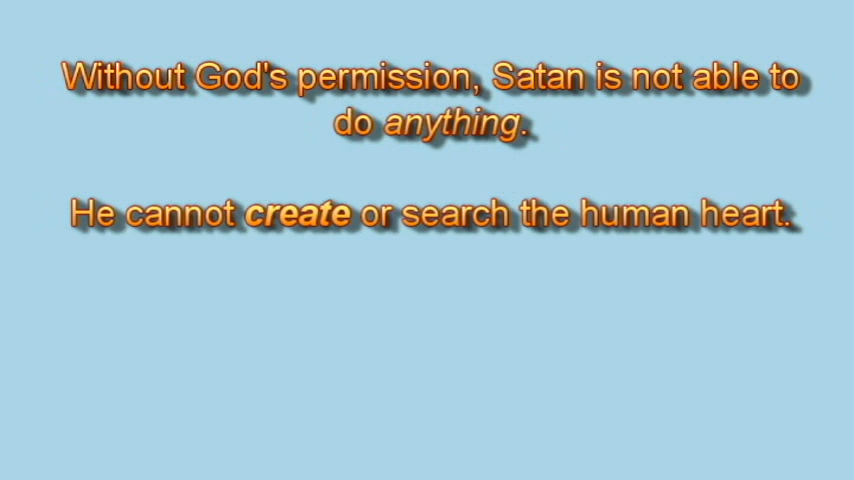 Without God's permission, Satan is not able to
do anything.
He cannot create or search the human heart.